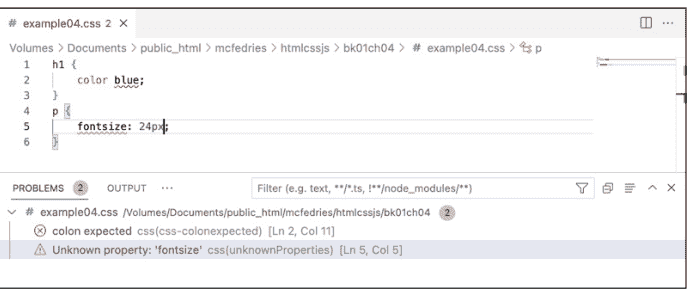 # example04.css 2 ×
Volumes > Documents > public_html > mcfedries > htmlcssjs > bk01ch04 > # example04.css > p
1 h1 {
2 color blue;
3 }
4 p {
5 fontsize: 24px;
6 }
PROBLEMS 2 OUTPUT ··· Filter (e.g. text, **/*.ts, !**/node_modules/**)
# example04.css /Volumes/Documents/public_html/mcfedries/htmlcssjs/bk01ch04 2
colon expected css(css-colonexpected) [Ln 2, Col 11]
Unknown property: 'fontsize' css(unknownProperties) [Ln 5, Col 5]